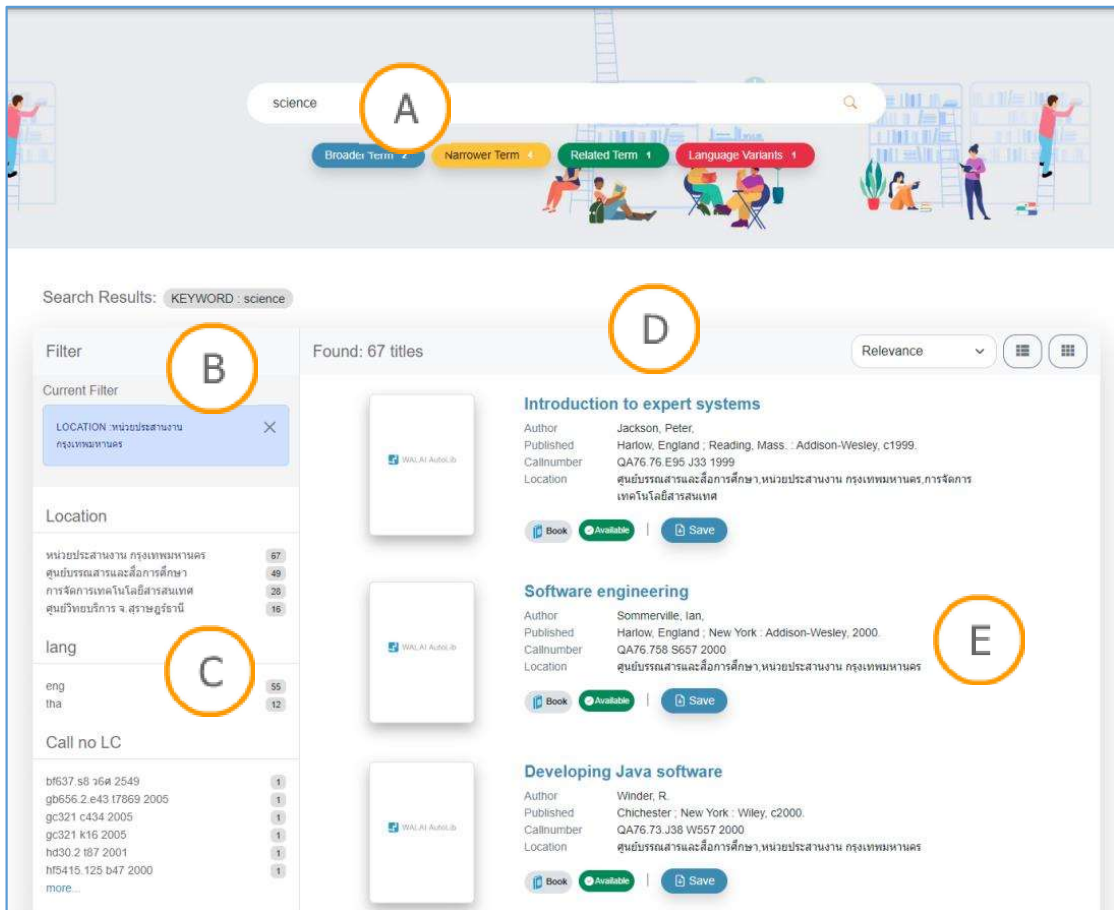 science
A
Broader Term 2
Narrower Term 4
Related Term 1
Language Variants 1
Search Results: KEYWORD : science
D
Filter
B
Found: 67 titles
Relevance
Current Filter
LOCATION :หน่วยประสานงาน
กรุงเทพมหานคร
Introduction to expert systems
Author Jackson, Peter,
Published Harlow, England ; Reading, Mass. : Addison-Wesley, c1999.
Callnumber QA76.76.E95 J33 1999
Location ศูนย์บรรณสารและสื่อการศึกษา,หน่วยประสานงาน กรุงเทพมหานคร,การจัดการ
เทคโนโลยีสารสนเทศ
WALAI AutoLib
Book Available | Save
Location
หน่วยประสานงาน กรุงเทพมหานคร 67
ศูนย์บรรณสารและสื่อการศึกษา 49
การจัดการเทคโนโลยีสารสนเทศ 28
ศูนย์วิทยบริการ จ.สุราษฎร์ธานี 16
lang
C
eng 55
tha 12
Call no LC
bf637.s8 ว6ศ 2549 1
gb656.2.e43 t7869 2005 1
gc321 c434 2005 1
gc321 k16 2005 1
hd30.2 t87 2001 1
hf5415.125 b47 2000 1
more...
Software engineering
Author Sommerville, Ian,
Published Harlow, England ; New York : Addison-Wesley, 2000.
Callnumber QA76.758 S657 2000
Location ศูนย์บรรณสารและสื่อการศึกษา,หน่วยประสานงาน กรุงเทพมหานคร
E
WALAI AutoLib
Book Available | Save
Developing Java software
Author Winder, R.
Published Chichester ; New York : Wiley, c2000.
Callnumber QA76.73.J38 W557 2000
Location ศูนย์บรรณสารและสื่อการศึกษา,หน่วยประสานงาน กรุงเทพมหานคร
WALAI AutoLib
Book Available | Save